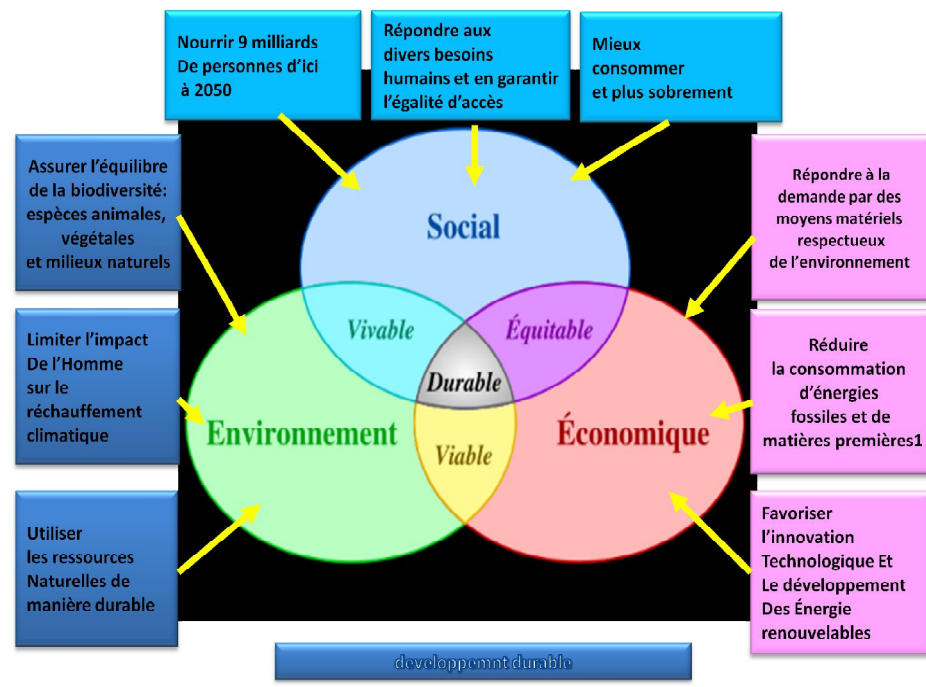 Nourrir 9 milliards
De personnes d'ici
à 2050
Répondre aux
divers besoins
humains et en garantir
l'égalité d'accès
Mieux
consommer
et plus sobrement
Assurer l'équilibre
de la biodiversité:
espèces animales,
végétales
et milieux naturels
Limiter l'impact
De l'Homme
sur le
réchauffement
climatique
Utiliser
les ressources
Naturelles de
manière durable
Social
Vivable
Équitable
Durable
Environnement
Économique
Viable
Répondre à la
demande par des
moyens matériels
respectueux
de l'environnement
Réduire
la consommation
d'énergies
fossiles et de
matières premières1
Favoriser
l'innovation
Technologique Et
Le développement
Des Énergie
renouvelables
developpemnt durable